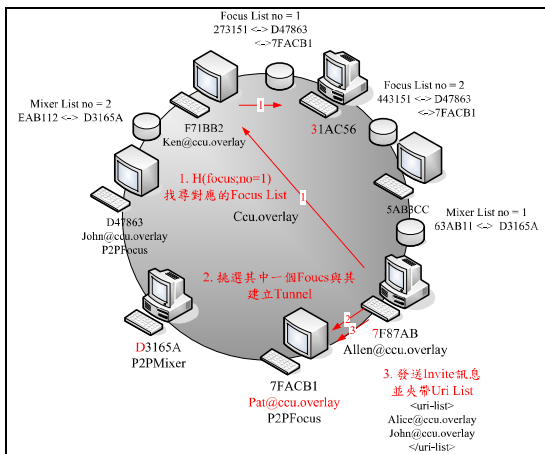 Focus List no = 1
273151 <-> D47863
<->7FACB1
Focus List no = 2
443151 <-> D47863
<->7FACB1
Mixer List no = 2
EAB112 <-> D3165A
F71BB2
Ken@ccu.overlay
1
31AC56
5AB3CC
1. H(focus;no=1)
找尋對應的Focus List
1
Ccu.overlay
D47863
John@ccu.overlay
P2PFocus
Mixer List no = 1
63AB11 <-> D3165A
2. 挑選其中一個Foucs與其
建立Tunnel
D3165A
P2PMixer
2
3
7F87AB
Allen@ccu.overlay
7FACB1
Pat@ccu.overlay
P2PFocus
3. 發送Invite訊息
並夾帶Uri List
<uri-list>
Alice@ccu.overlay
John@ccu.overlay
</uri-list>